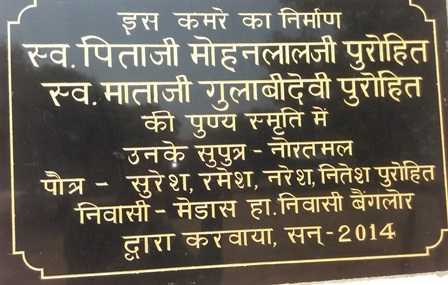 इस कमरे का निर्माण
स्व. पिताजी मोहनलालजी पुरोहित
स्व. माताजी गुलाबीदेवी पुरोहित
की पुण्य स्मृति में
उनके सुपुत्र - नौरतमल
पौत्र - सुरेश, रमेश, नरेश, नितेश पुरोहित
निवासी - मेडास हा. निवासी बैंगलोर
द्वारा करवाया, सन् - 2014